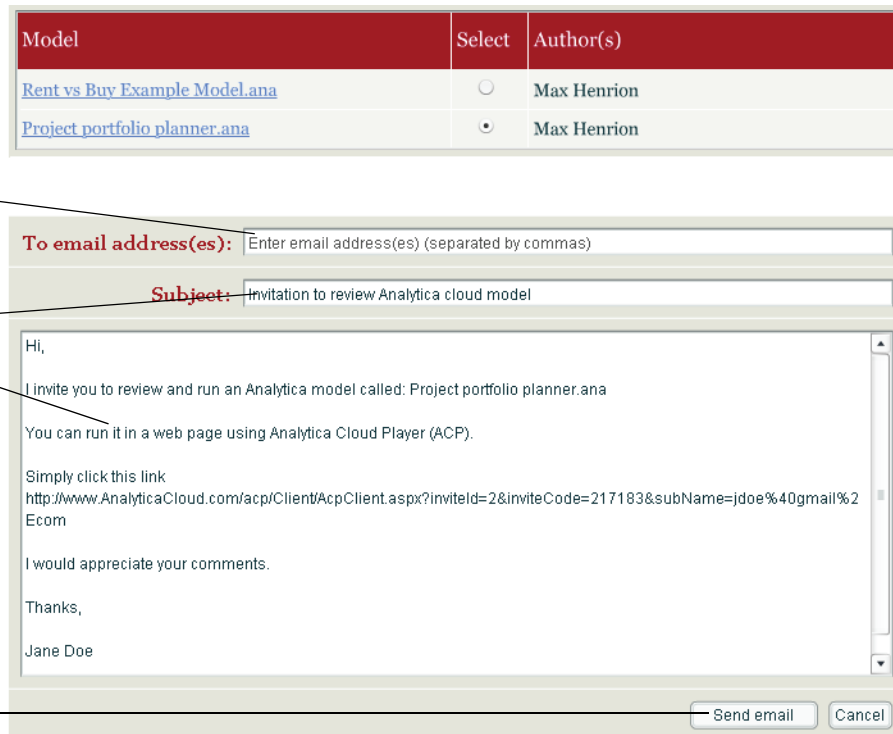 Model Select Author(s)
Rent vs Buy Example Model.ana Max Henrion
Project portfolio planner.ana Max Henrion
To email address(es): Enter email address(es) (separated by commas)
Subject: Invitation to review Analytica cloud model
Hi,
I invite you to review and run an Analytica model called: Project portfolio planner.ana
You can run it in a web page using Analytica Cloud Player (ACP).
Simply click this link
http://www.AnalyticaCloud.com/acp/Client/AcpClient.aspx?inviteId=2&inviteCode=217183&subName=jdoe%40gmail%2
Ecom
I would appreciate your comments.
Thanks,
Jane Doe
Send email Cancel